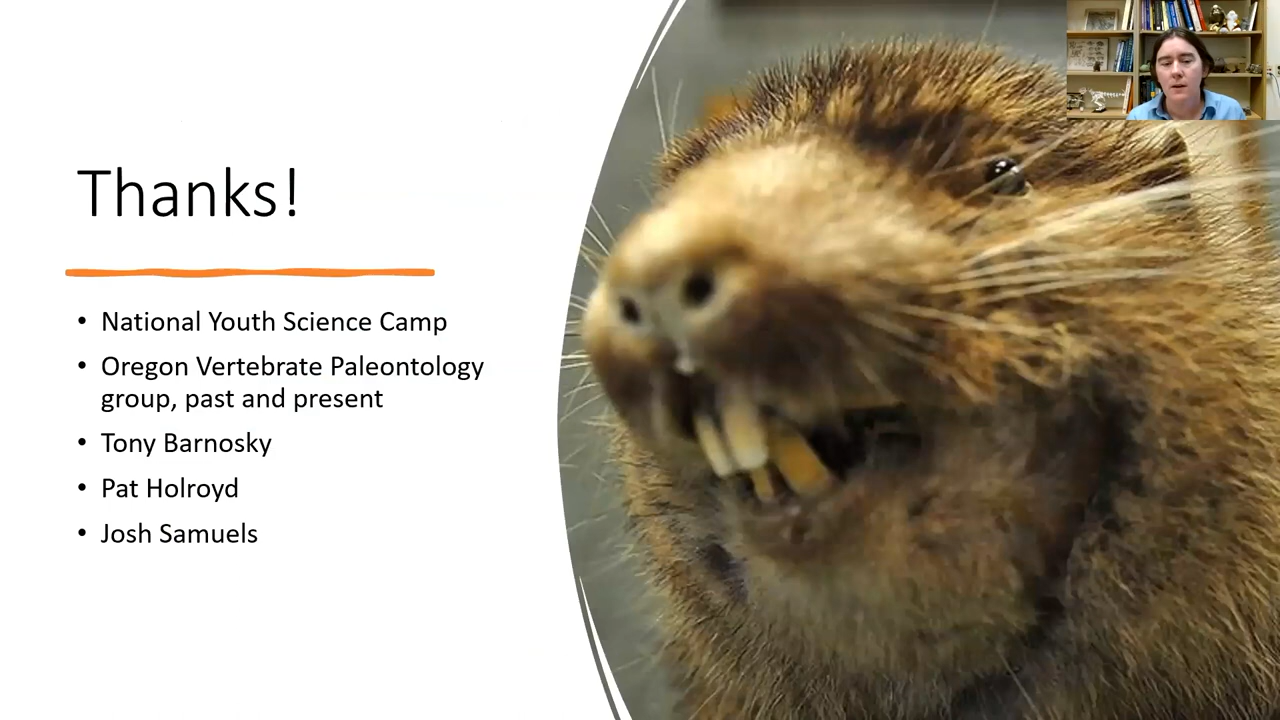 Thanks!
• National Youth Science Camp
• Oregon Vertebrate Paleontology
group, past and present
• Tony Barnosky
• Pat Holroyd
• Josh Samuels